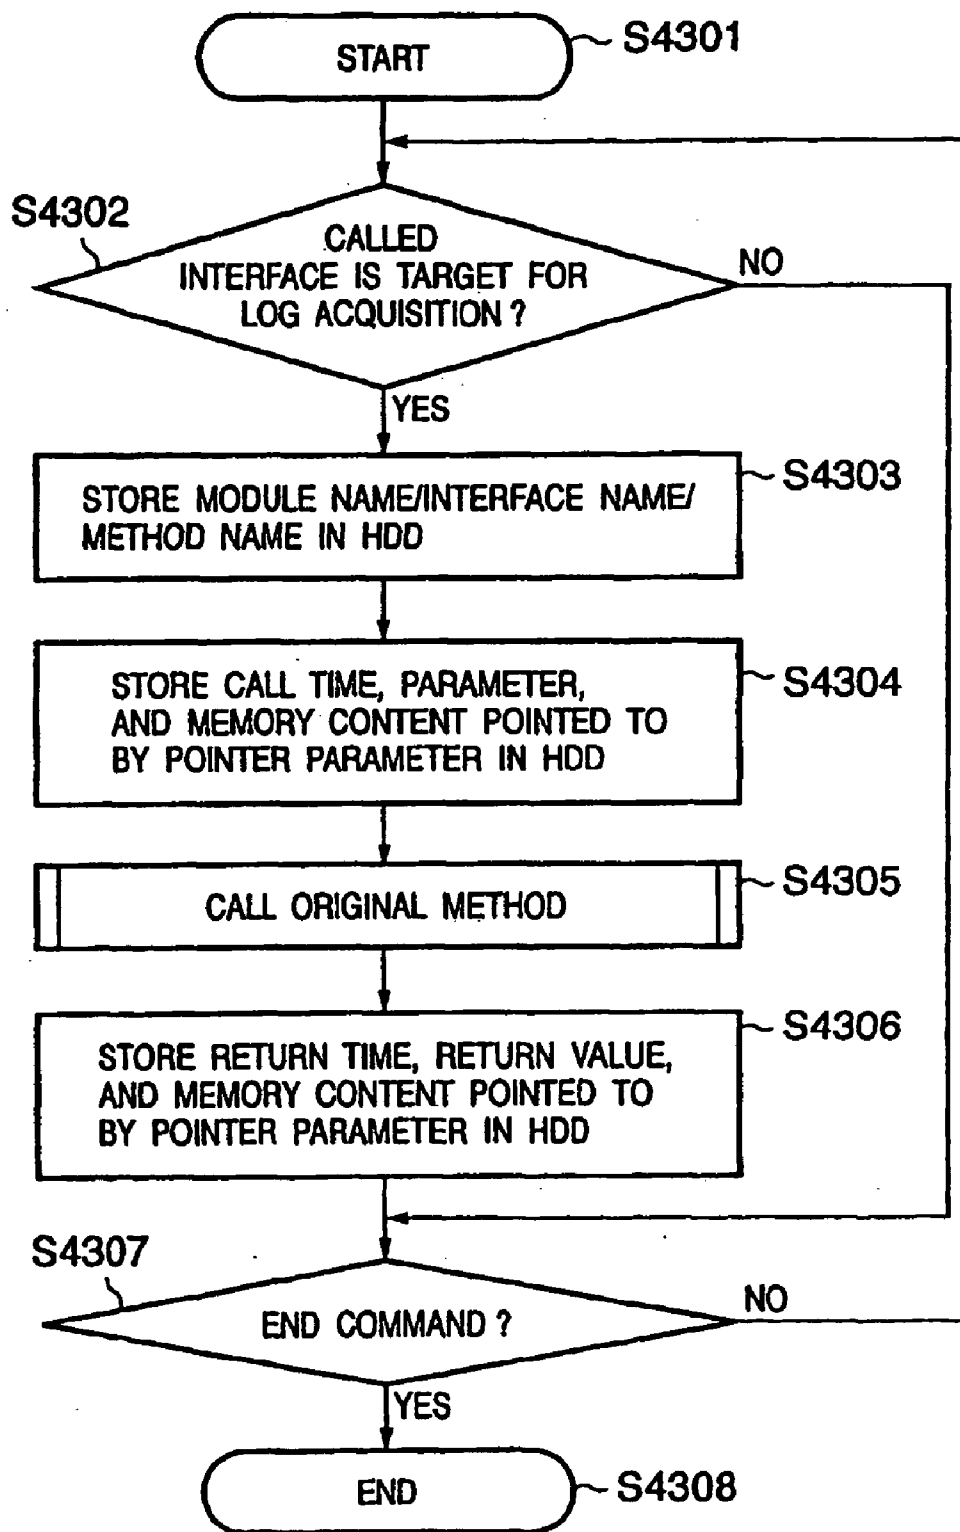 START
S4301
S4302
CALLED
INTERFACE IS TARGET FOR
LOG ACQUISITION ?
NO
YES
S4303
STORE MODULE NAME/INTERFACE NAME/
METHOD NAME IN HDD
S4304
STORE CALL TIME, PARAMETER,
AND MEMORY CONTENT POINTED TO
BY POINTER PARAMETER IN HDD
S4305
CALL ORIGINAL METHOD
S4306
STORE RETURN TIME, RETURN VALUE,
AND MEMORY CONTENT POINTED TO
BY POINTER PARAMETER IN HDD
S4307
END COMMAND ?
NO
YES
END
S4308